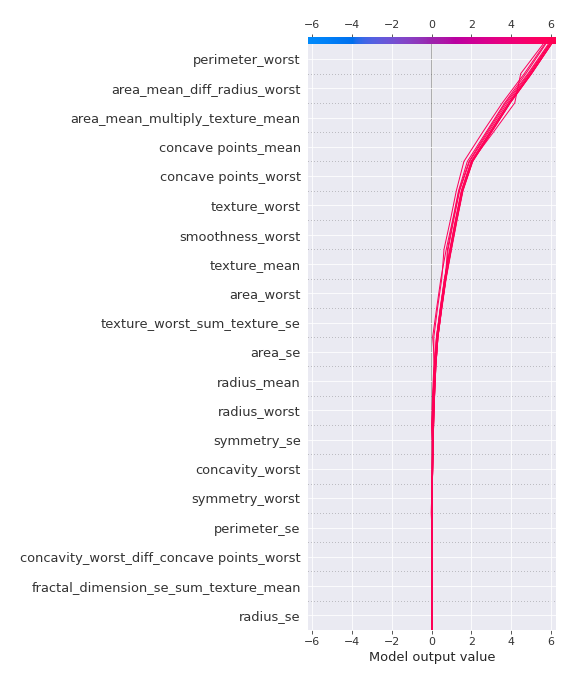 −6 −4 −2 0 2 4 6
perimeter_worst
area_mean_diff_radius_worst
area_mean_multiply_texture_mean
concave points_mean
concave points_worst
texture_worst
smoothness_worst
texture_mean
area_worst
texture_worst_sum_texture_se
area_se
radius_mean
radius_worst
symmetry_se
concavity_worst
symmetry_worst
perimeter_se
concavity_worst_diff_concave points_worst
fractal_dimension_se_sum_texture_mean
radius_se
−6 −4 −2 0 2 4 6
Model output value